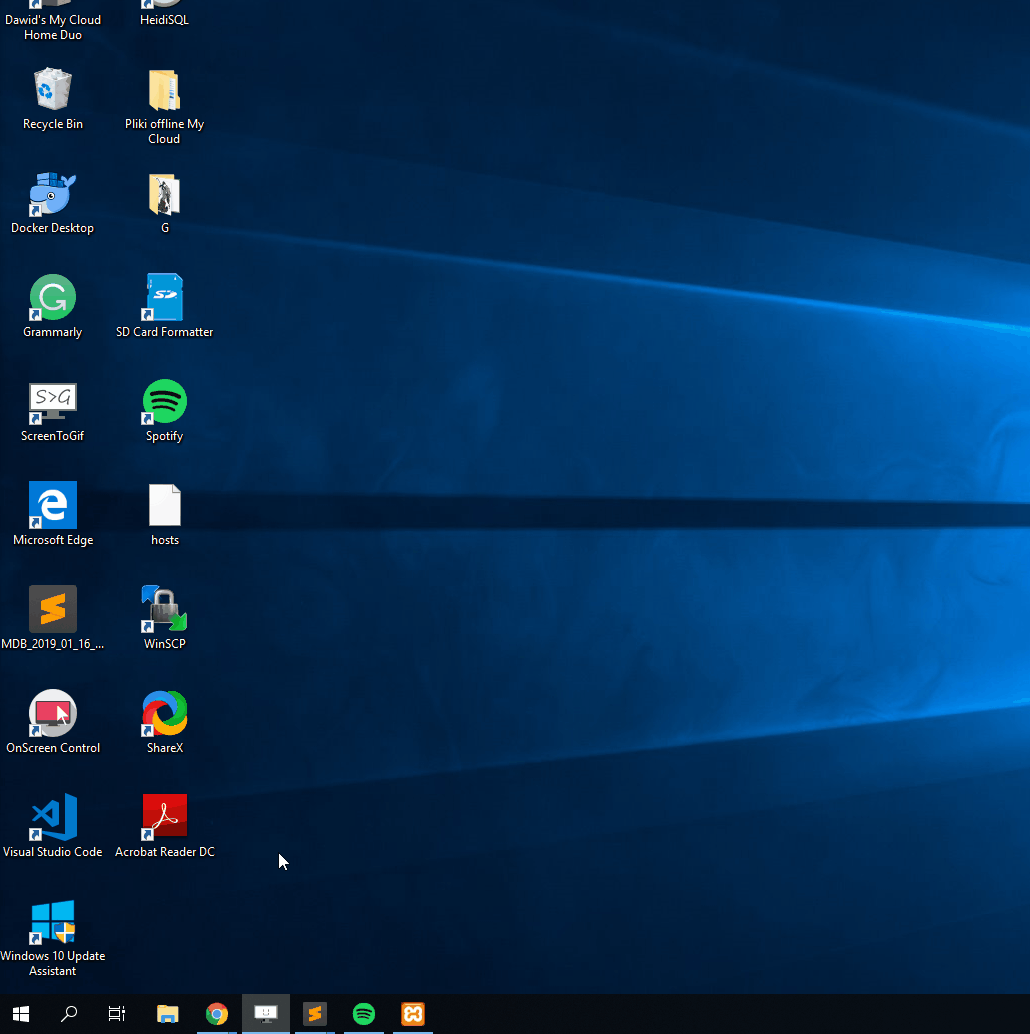 Dawid's My Cloud
Home Duo
HeidiSQL
Recycle Bin
Pliki offline My
Cloud
Docker Desktop
G
Grammarly
SD Card Formatter
ScreenToGif
Spotify
Microsoft Edge
hosts
MDB_2019_01_16_...
WinSCP
OnScreen Control
ShareX
Visual Studio Code
Acrobat Reader DC
Windows 10 Update
Assistant